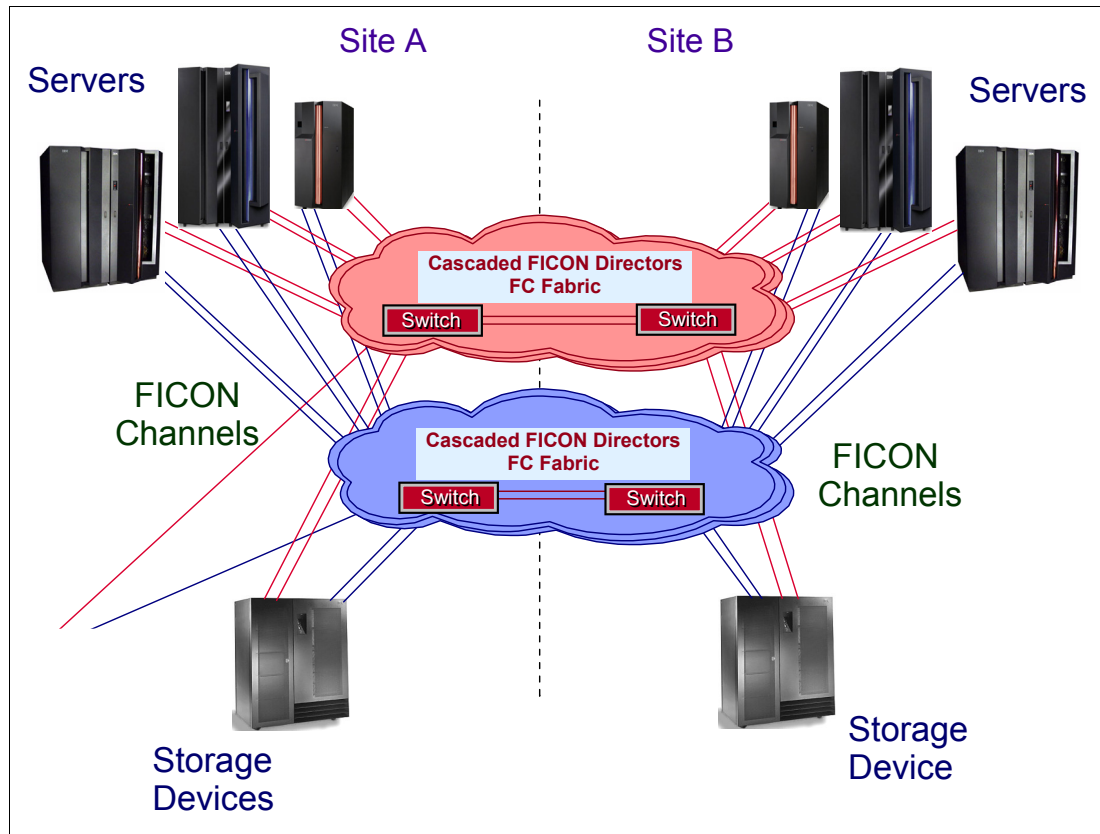 Site A
Site B
Servers
Servers
Cascaded FICON Directors
FC Fabric
Switch
Switch
FICON
Channels
Cascaded FICON Directors
FC Fabric
Switch
Switch
FICON
Channels
Storage
Devices
Storage
Device